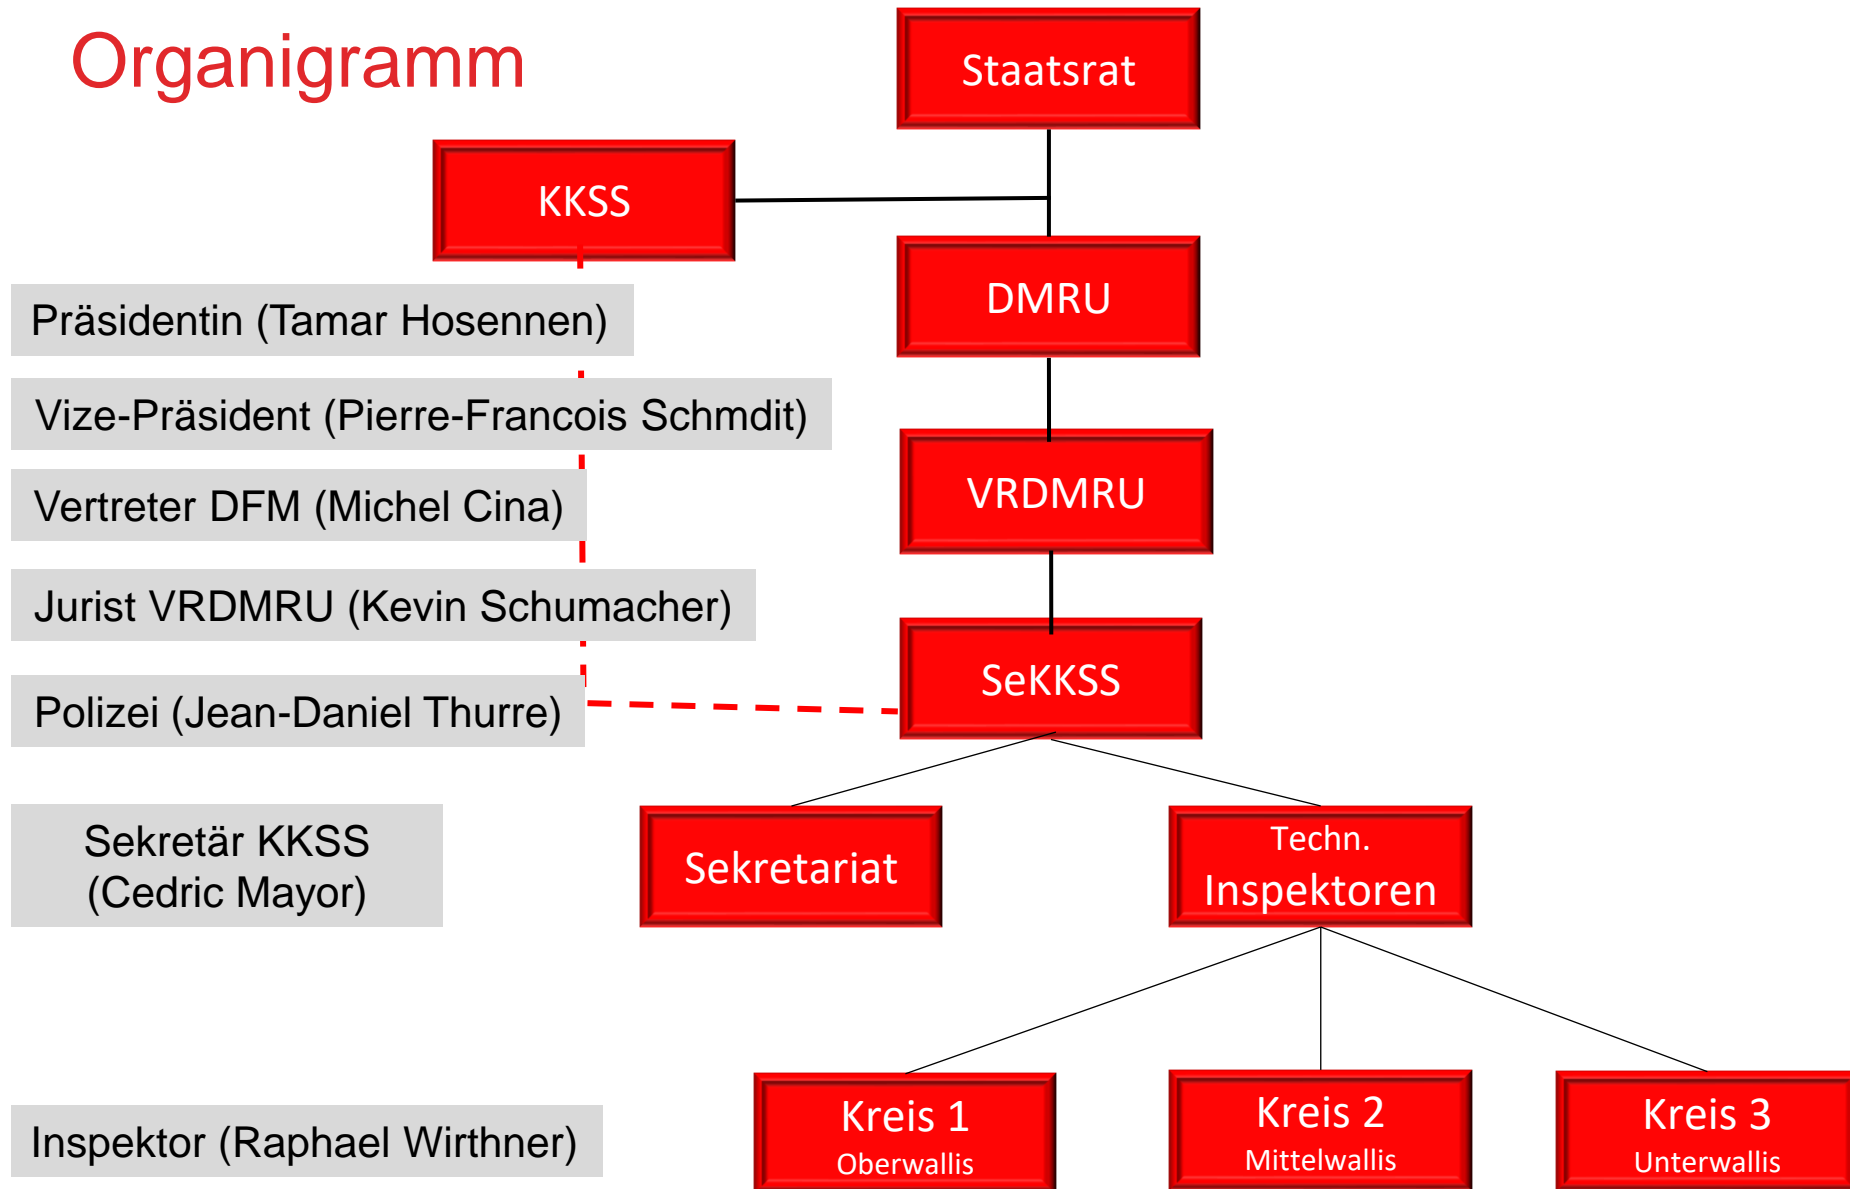 Organigramm
Staatsrat
KKSS
DMRU
Präsidentin (Tamar Hosennen)
Vize-Präsident (Pierre-Francois Schmdit)
VRDMRU
Vertreter DFM (Michel Cina)
Jurist VRDMRU (Kevin Schumacher)
SeKKSS
Polizei (Jean-Daniel Thurre)
Sekretär KKSS
(Cedric Mayor)
Sekretariat
Techn.
Inspektoren
Inspektor (Raphael Wirthner)
Kreis 1
Oberwallis
Kreis 2
Mittelwallis
Kreis 3
Unterwallis